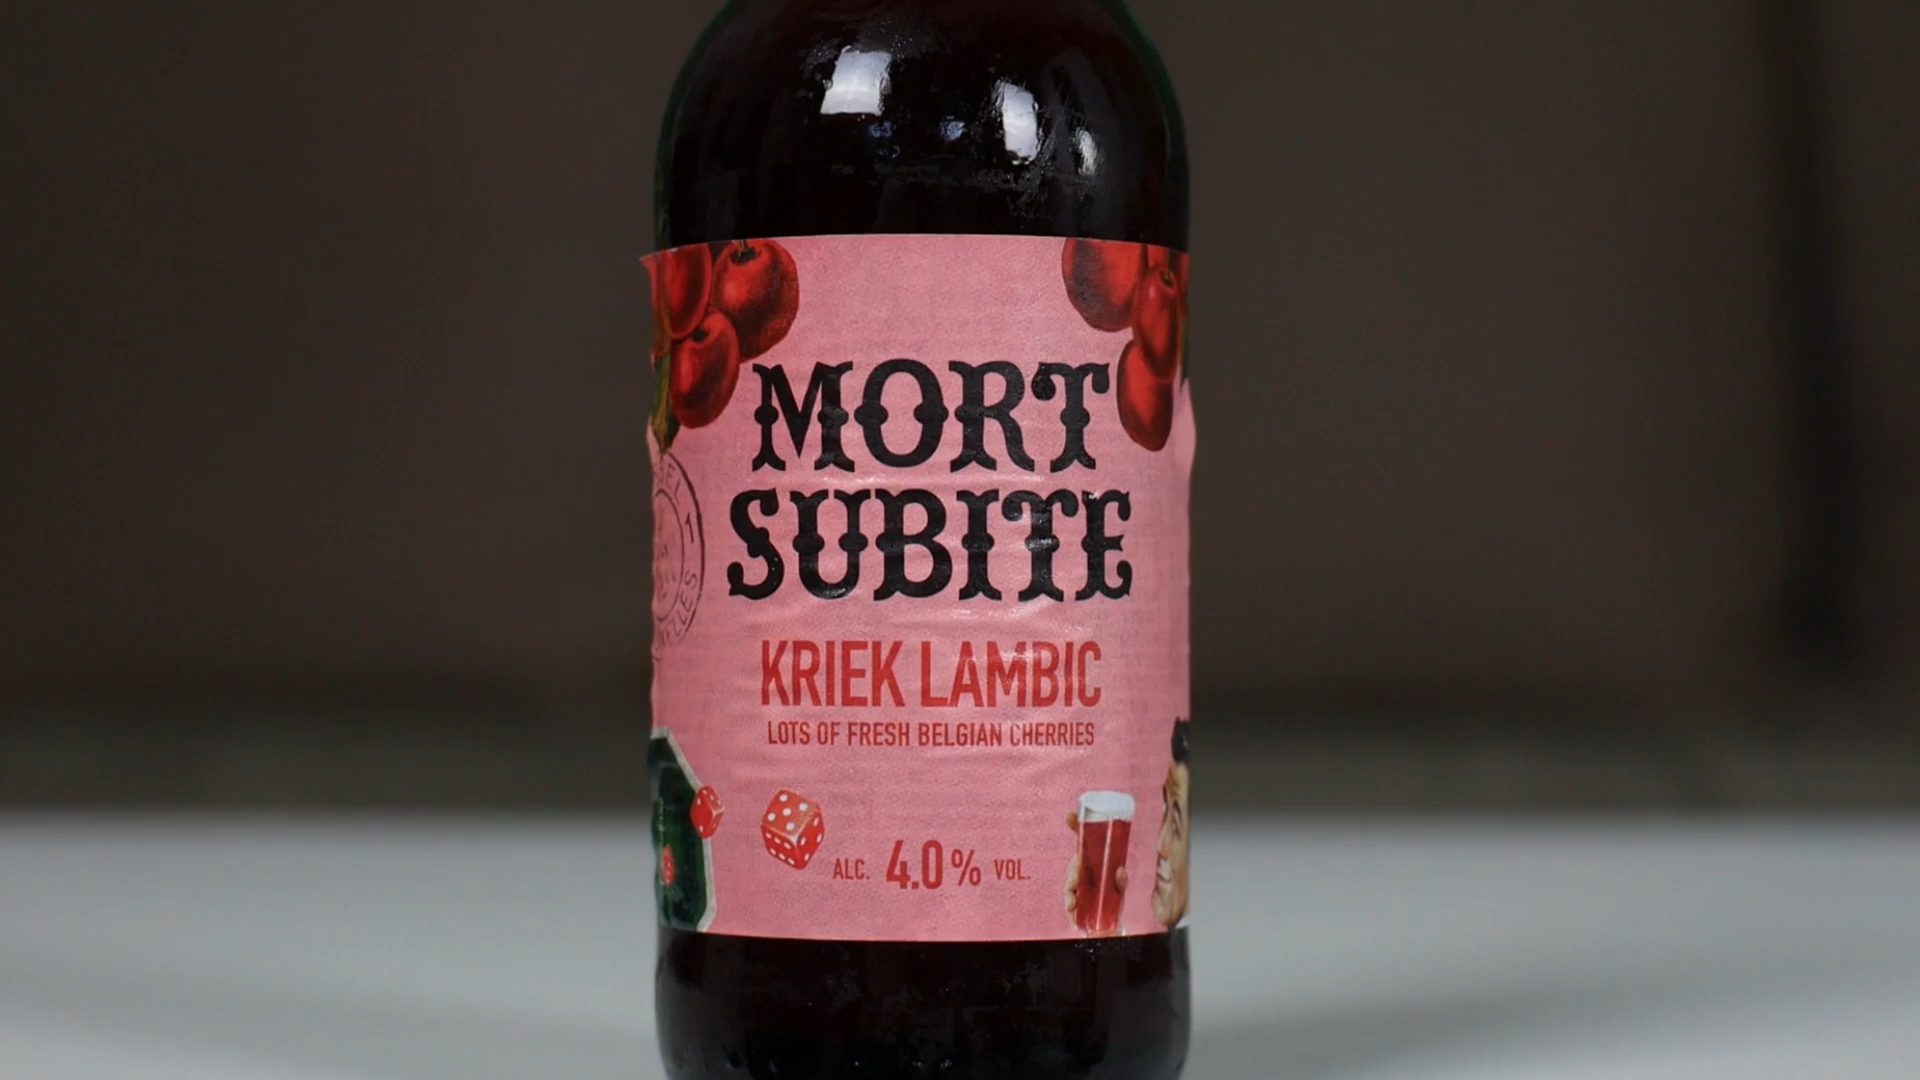 MORT
SUBITE
KRIEK LAMBIC
LOTS OF FRESH BELGIAN CHERRIES
ALC. 4.0% VOL.